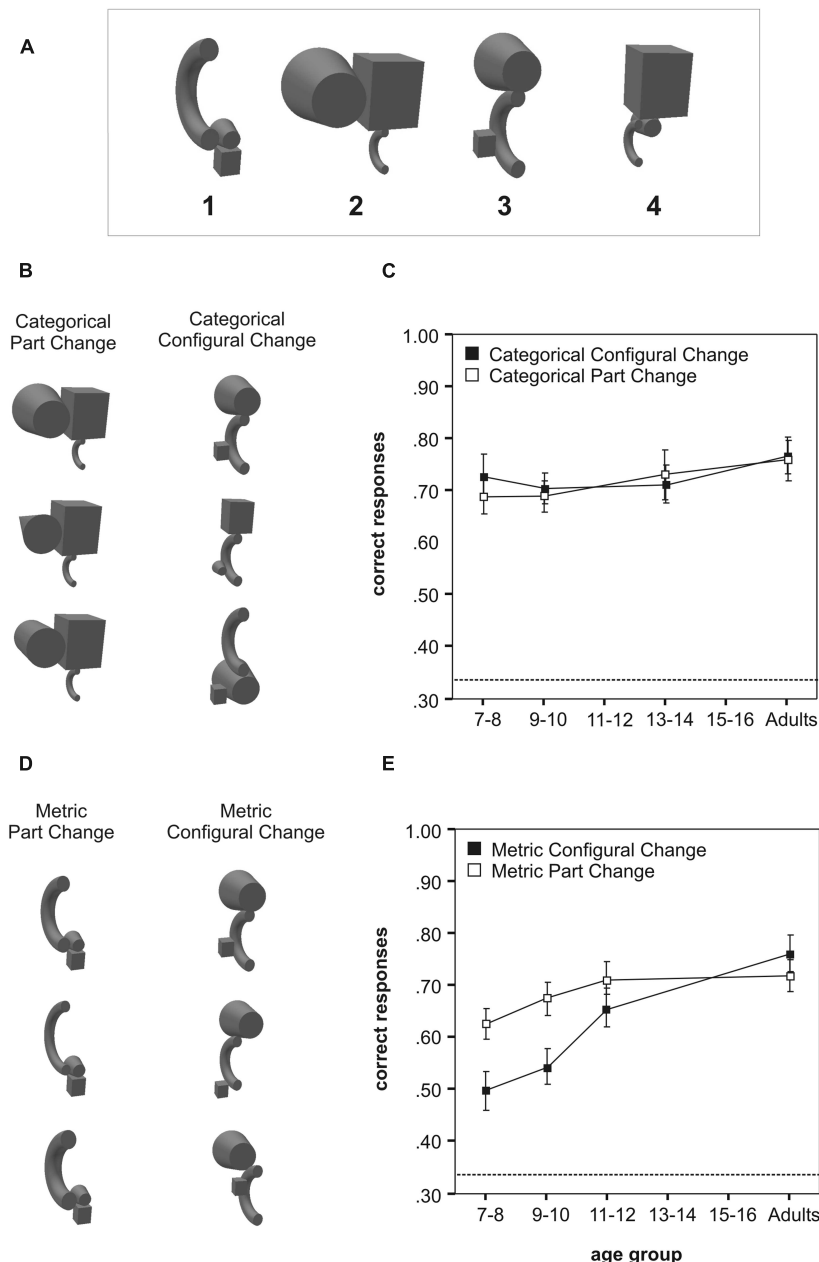 A
1 2 3 4
B
Categorical
Part Change
Categorical
Configural Change
C
1.00
.90
.80
.70
.60
.50
.40
.30
correct responses
Categorical Configural Change
Categorical Part Change
7-8 9-10 11-12 13-14 15-16 Adults
D
Metric
Part Change
Metric
Configural Change
E
1.00
.90
.80
.70
.60
.50
.40
.30
correct responses
Metric Configural Change
Metric Part Change
7-8 9-10 11-12 13-14 15-16 Adults
age group